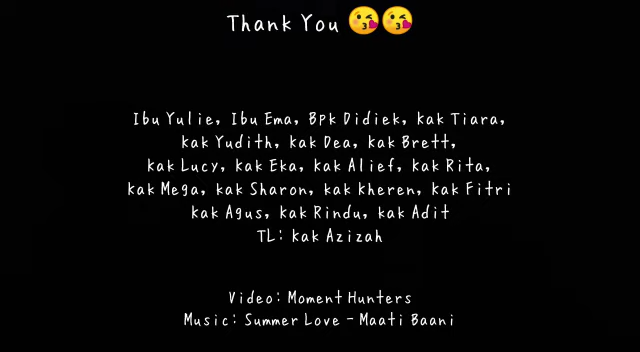 Thank You 😘😘
Ibu Yulie, Ibu Ema, Bpk Didiek, kak Tiara,
kak Yudith, kak Dea, kak Brett,
kak Lucy, kak Eka, kak Alief, kak Rita,
kak Mega, kak Sharon, kak kheren, kak Fitri
kak Agus, kak Rindu, kak Adit
TL: kak Azizah
Video: Moment Hunters
Music: Summer Love - Maati Baani